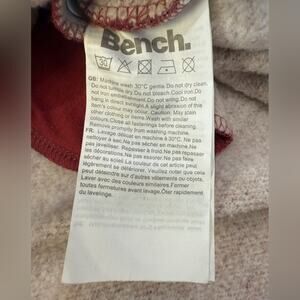 Bench.
30
GB: Machine wash 30°C gentle. Do not dry clean.
Do not tumble dry. Do not bleach. Cool iron. Do
not iron embellishment. Do not wring. Do not
hang in direct sunlight. A slight abrasion of this
item's colour may occur. Caution: May stain
other clothing or items. Wash with similar
colours. Close all fastenings before cleaning.
Remove promptly from washing machine.
FR: Lavage délicat en machine à 30°C. Ne pas
nettoyer à sec. Ne pas sécher en machine. Ne
pas javelliser. Repasser à froid. Ne pas repasser
les décorations. Ne pas essorer. Ne pas faire
sécher au soleil. La couleur de cet article peut
légèrement se détériorer. Veuillez noter que cela
peut déteindre sur d'autres vêtements ou objets.
Laver avec des couleurs similaires. Fermer
toutes les fermetures avant lavage. Ôter rapidement
du lavelinge.